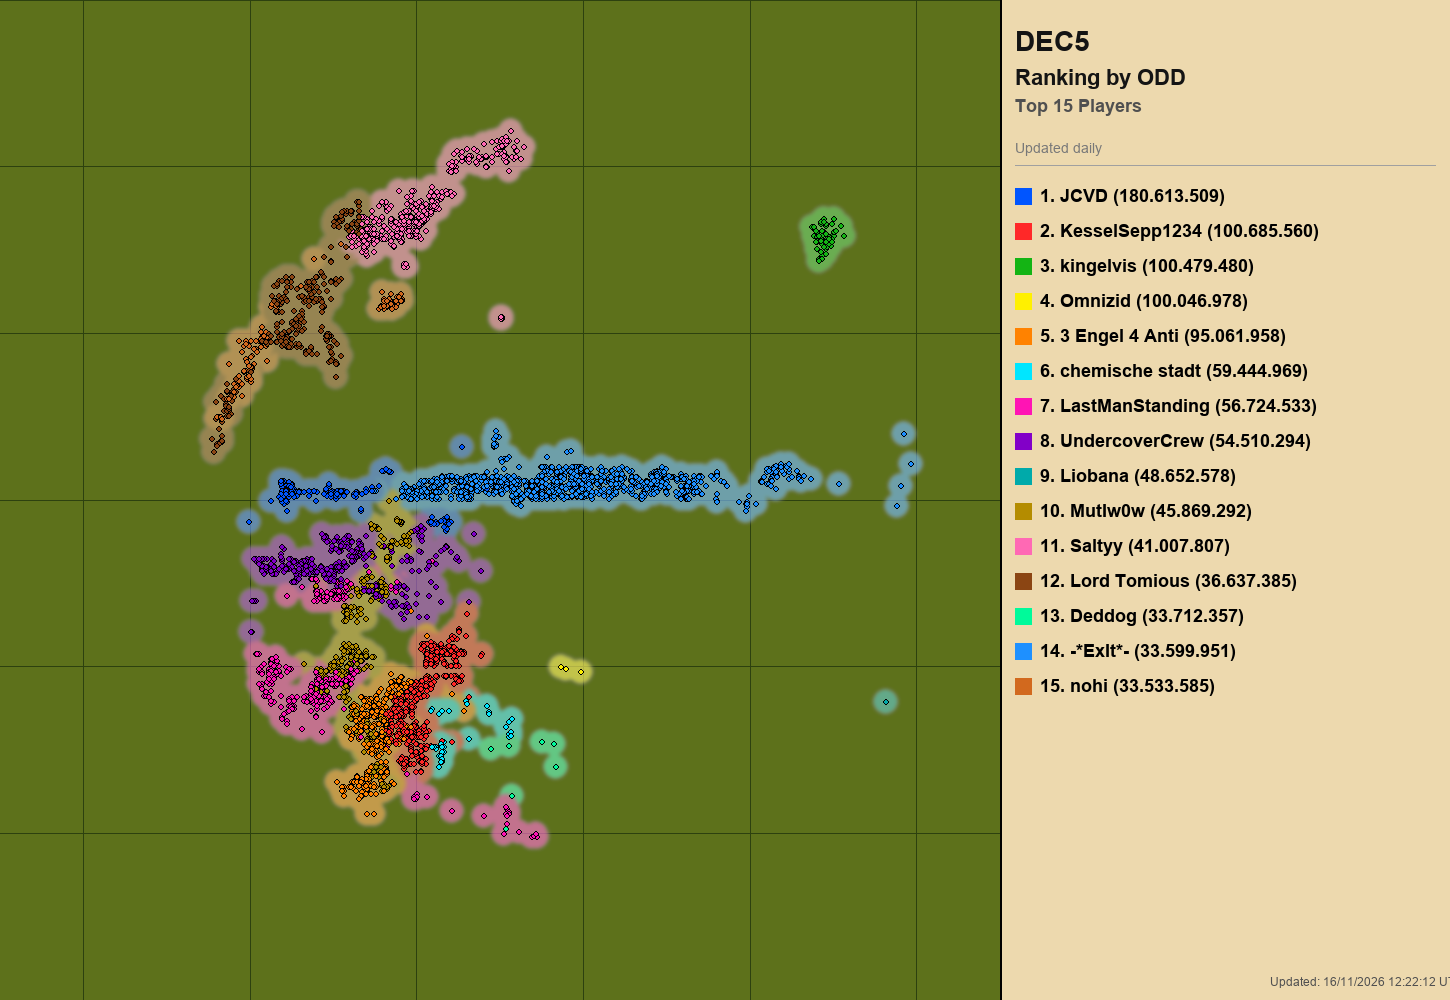 DEC5
Ranking by ODD
Top 15 Players
Updated daily
1. JCVD (180.613.509)
2. KesselSepp1234 (100.685.560)
3. kingelvis (100.479.480)
4. Omnizid (100.046.978)
5. 3 Engel 4 Anti (95.061.958)
6. chemische stadt (59.444.969)
7. LastManStanding (56.724.533)
8. UndercoverCrew (54.510.294)
9. Liobana (48.652.578)
10. Mutlw0w (45.869.292)
11. Saltyy (41.007.807)
12. Lord Tomious (36.637.385)
13. Deddog (33.712.357)
14. -*ExIt*- (33.599.951)
15. nohi (33.533.585)
Updated: 16/11/2026 12:22:12